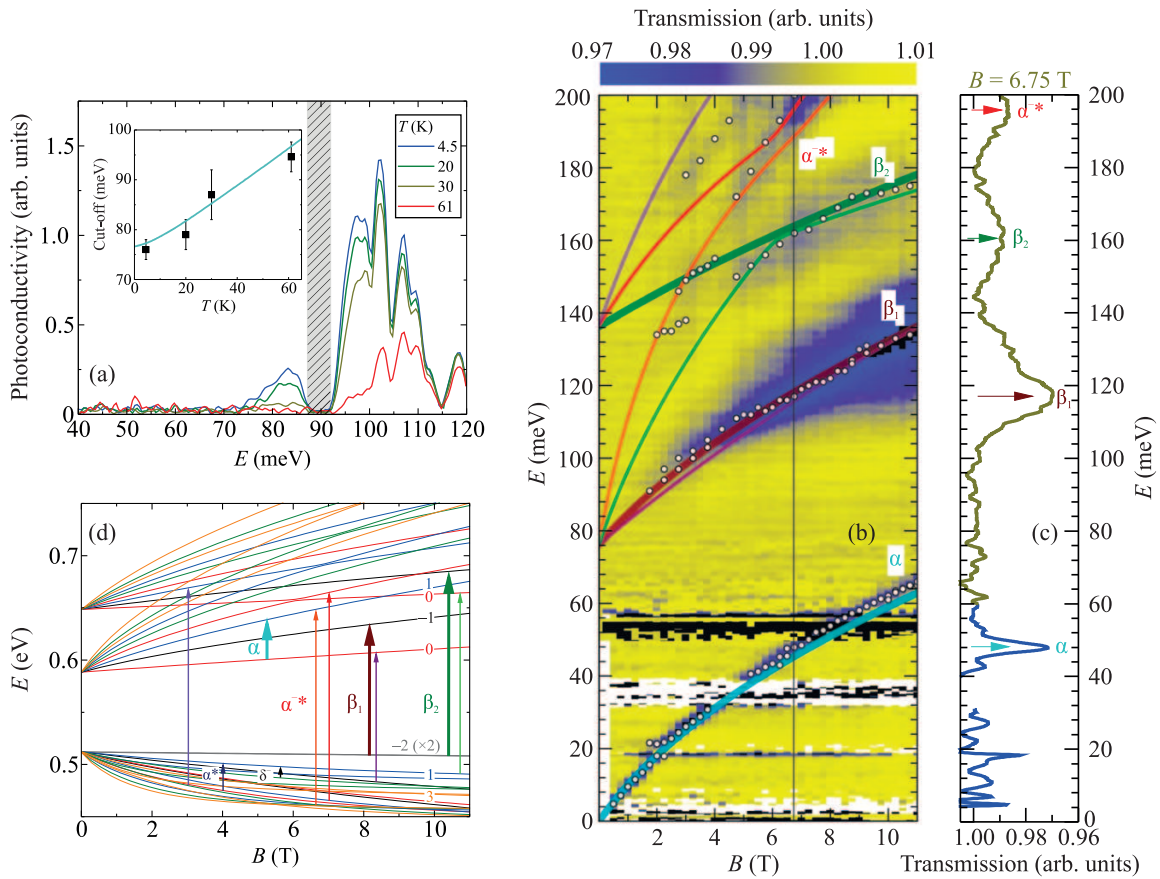 Transmission (arb. units)
0.97 0.98 0.99 1.00 1.01
B = 6.75 T
Photoconductivity (arb. units)
1.5
1.0
0.5
0
40 50 60 70 80 90 100 110 120
E (meV)
(a)
T (K)
4.5
20
30
61
Cut-off (meV)
100
90
80
70
0 20 40 60
T (K)
E (meV)
200
180
160
140
120
100
80
60
40
20
0
2 4 6 8 10
B (T)
(b)
α⁻*
β₂
β₁
α
200
180
160
140
120
100
80
60
40
20
0
E (meV)
1.00 0.98 0.96
Transmission (arb. units)
(c)
α⁻*
β₂
β₁
α
(d)
E (eV)
0.7
0.6
0.5
0 2 4 6 8 10
B (T)
1
0
−1
0
−2 (×2)
1
3
α
α⁻*
β₁
β₂
α*
δ